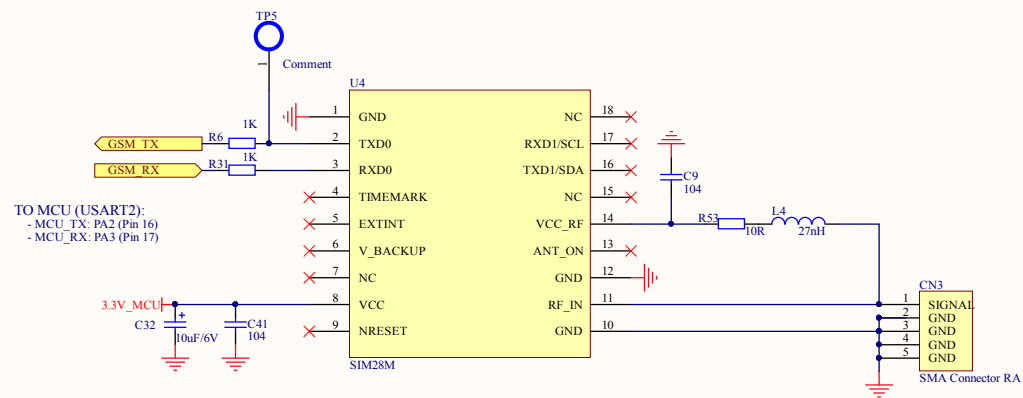 TP5
1
Comment
U4
1 GND
2 TXD0
3 RXD0
4 TIMEMARK
5 EXTINT
6 V_BACKUP
7 NC
8 VCC
9 NRESET
NC 18
RXD1/SCL 17
TXD1/SDA 16
NC 15
VCC_RF 14
ANT_ON 13
GND 12
RF_IN 11
GND 10
SIM28M
GSM_TX
R6
1K
GSM_RX
R31
1K
TO MCU (USART2):
- MCU_TX: PA2 (Pin 16)
- MCU_RX: PA3 (Pin 17)
3.3V_MCU
C32
+
10uF/6V
C41
104
C9
104
R53
10R
L4
27nH
CN3
1 SIGNAL
2 GND
3 GND
4 GND
5 GND
SMA Connector RA